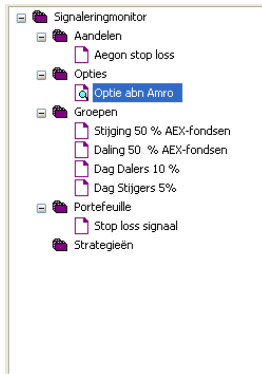 Signaleringmonitor
Aandelen
Aegon stop loss
Opties
Optie abn Amro
Groepen
Stijging 50 % AEX-fondsen
Daling 50 % AEX-fondsen
Dag Dalers 10 %
Dag Stijgers 5%
Portefeuille
Stop loss signaal
Strategieën